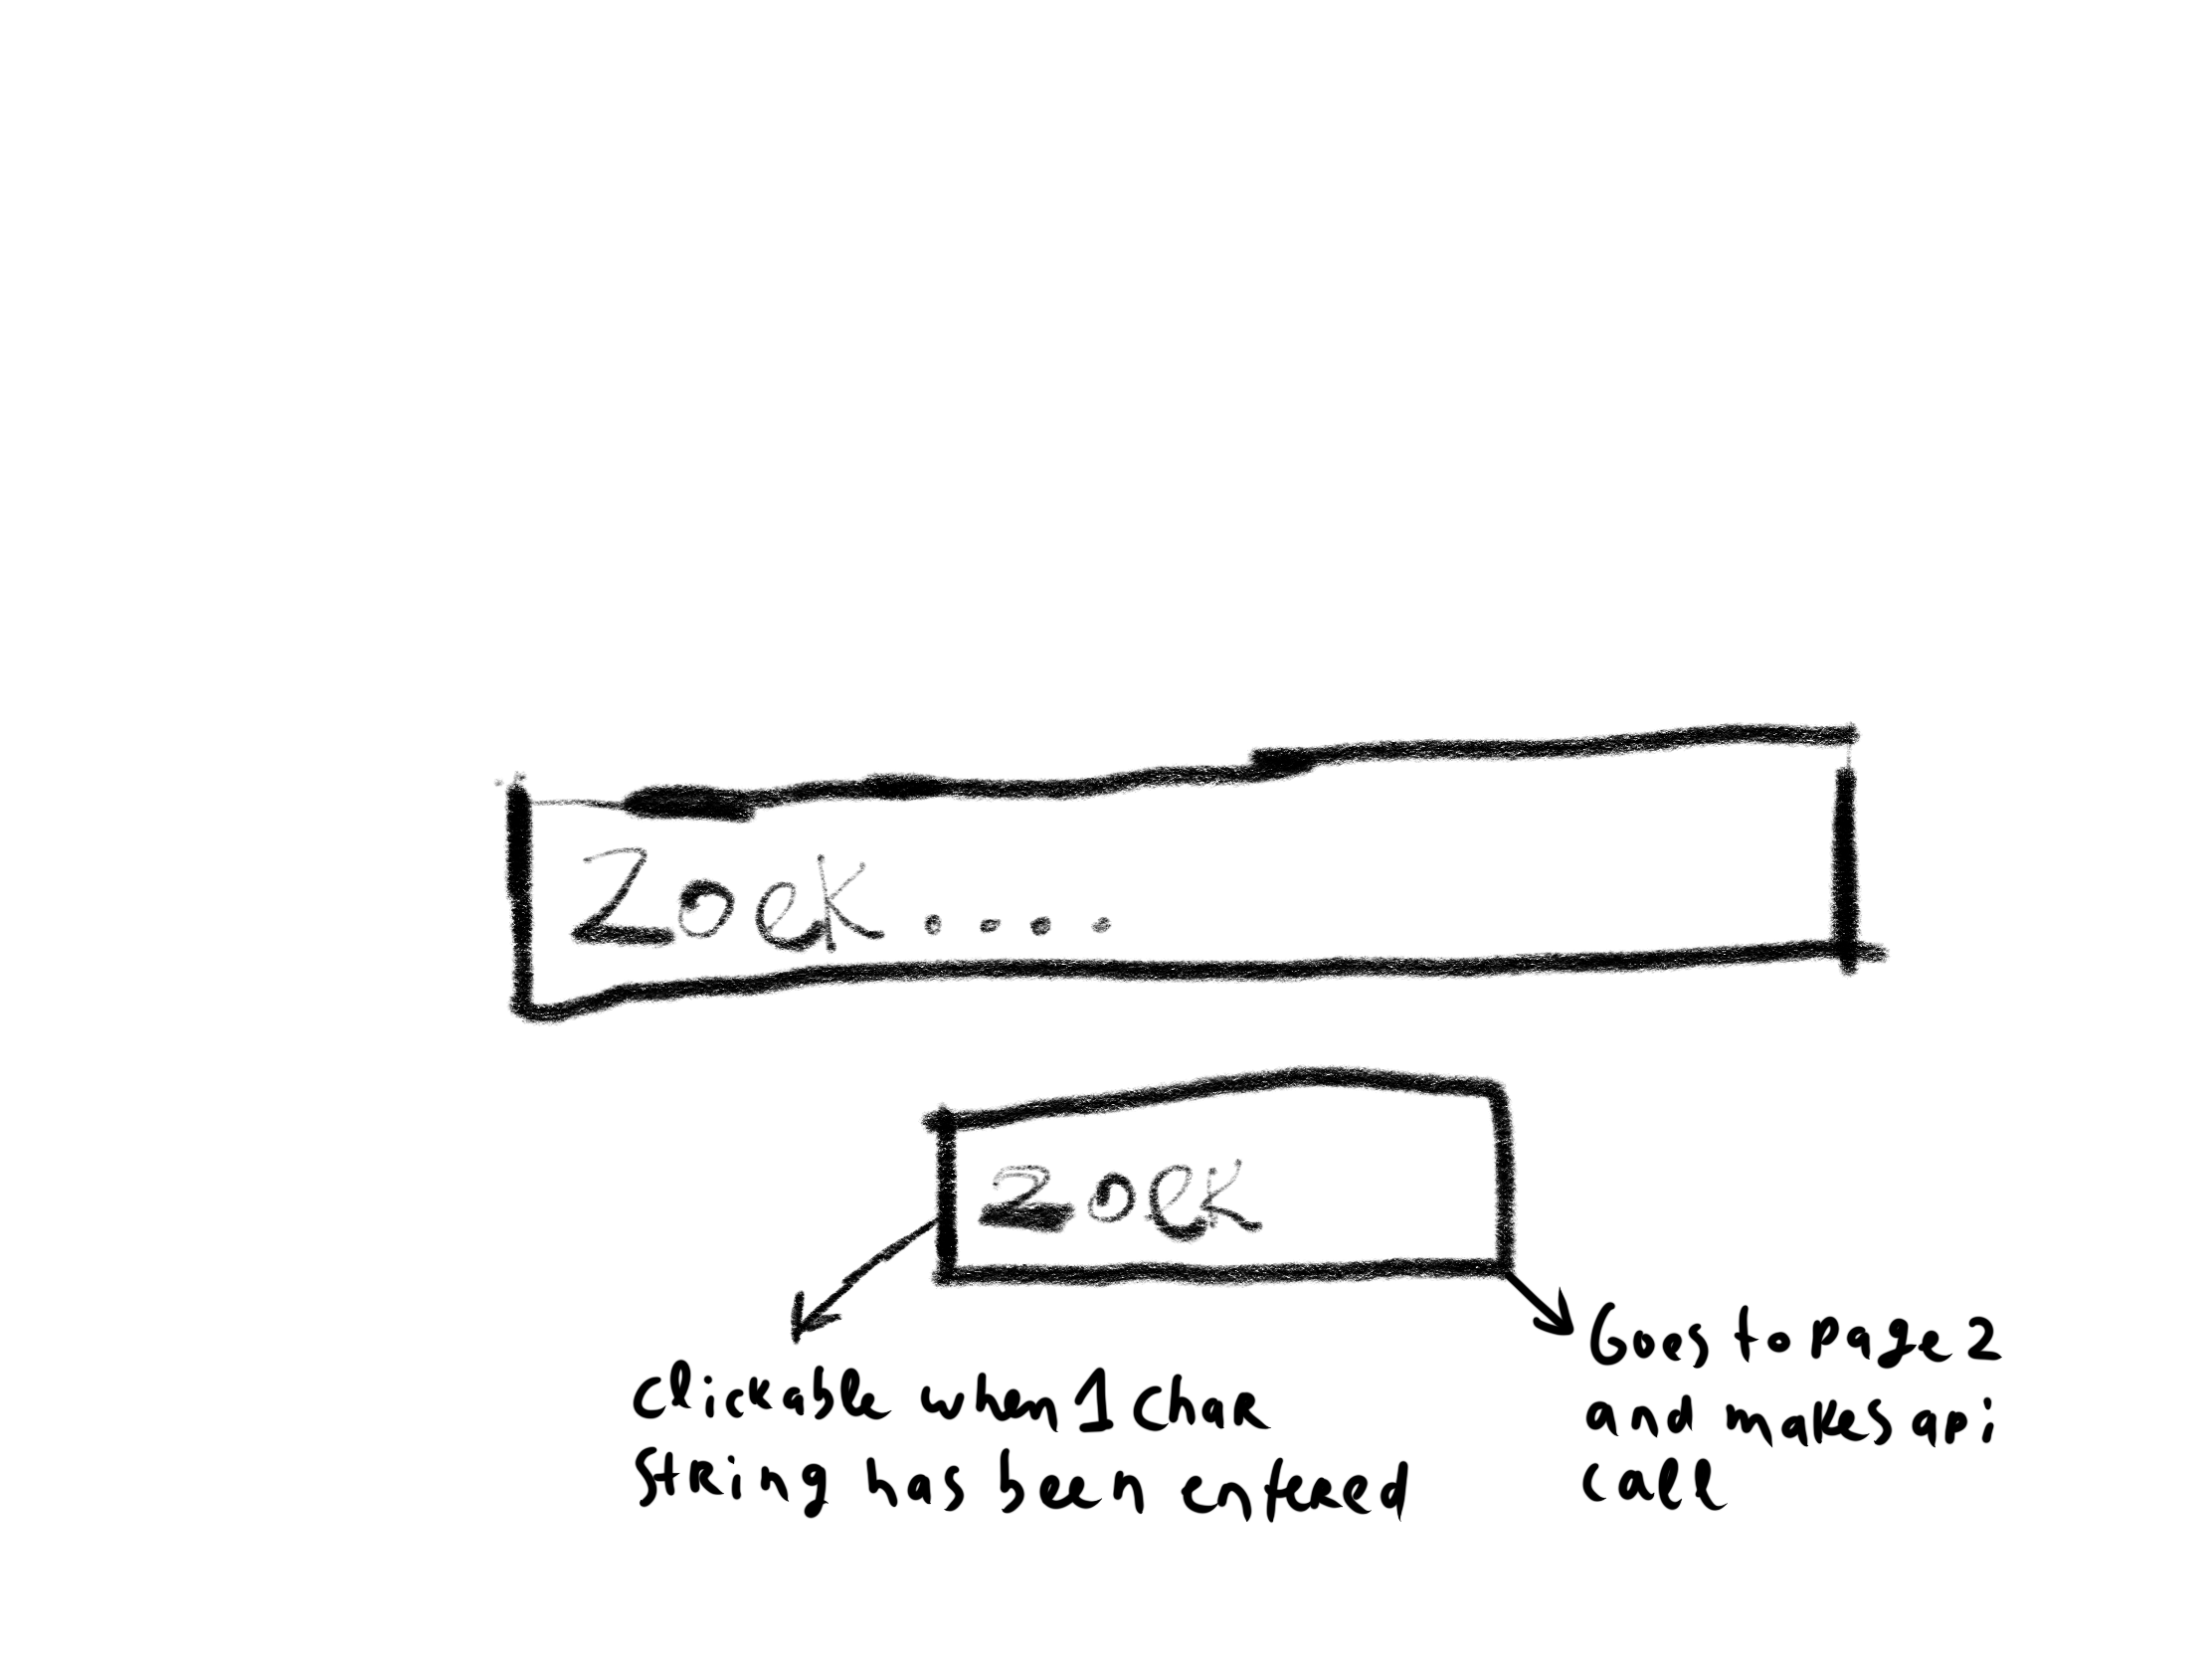 Zoek....
Zoek
Clickable when 1 char
string has been entered
Goes to page 2
and makes api
call